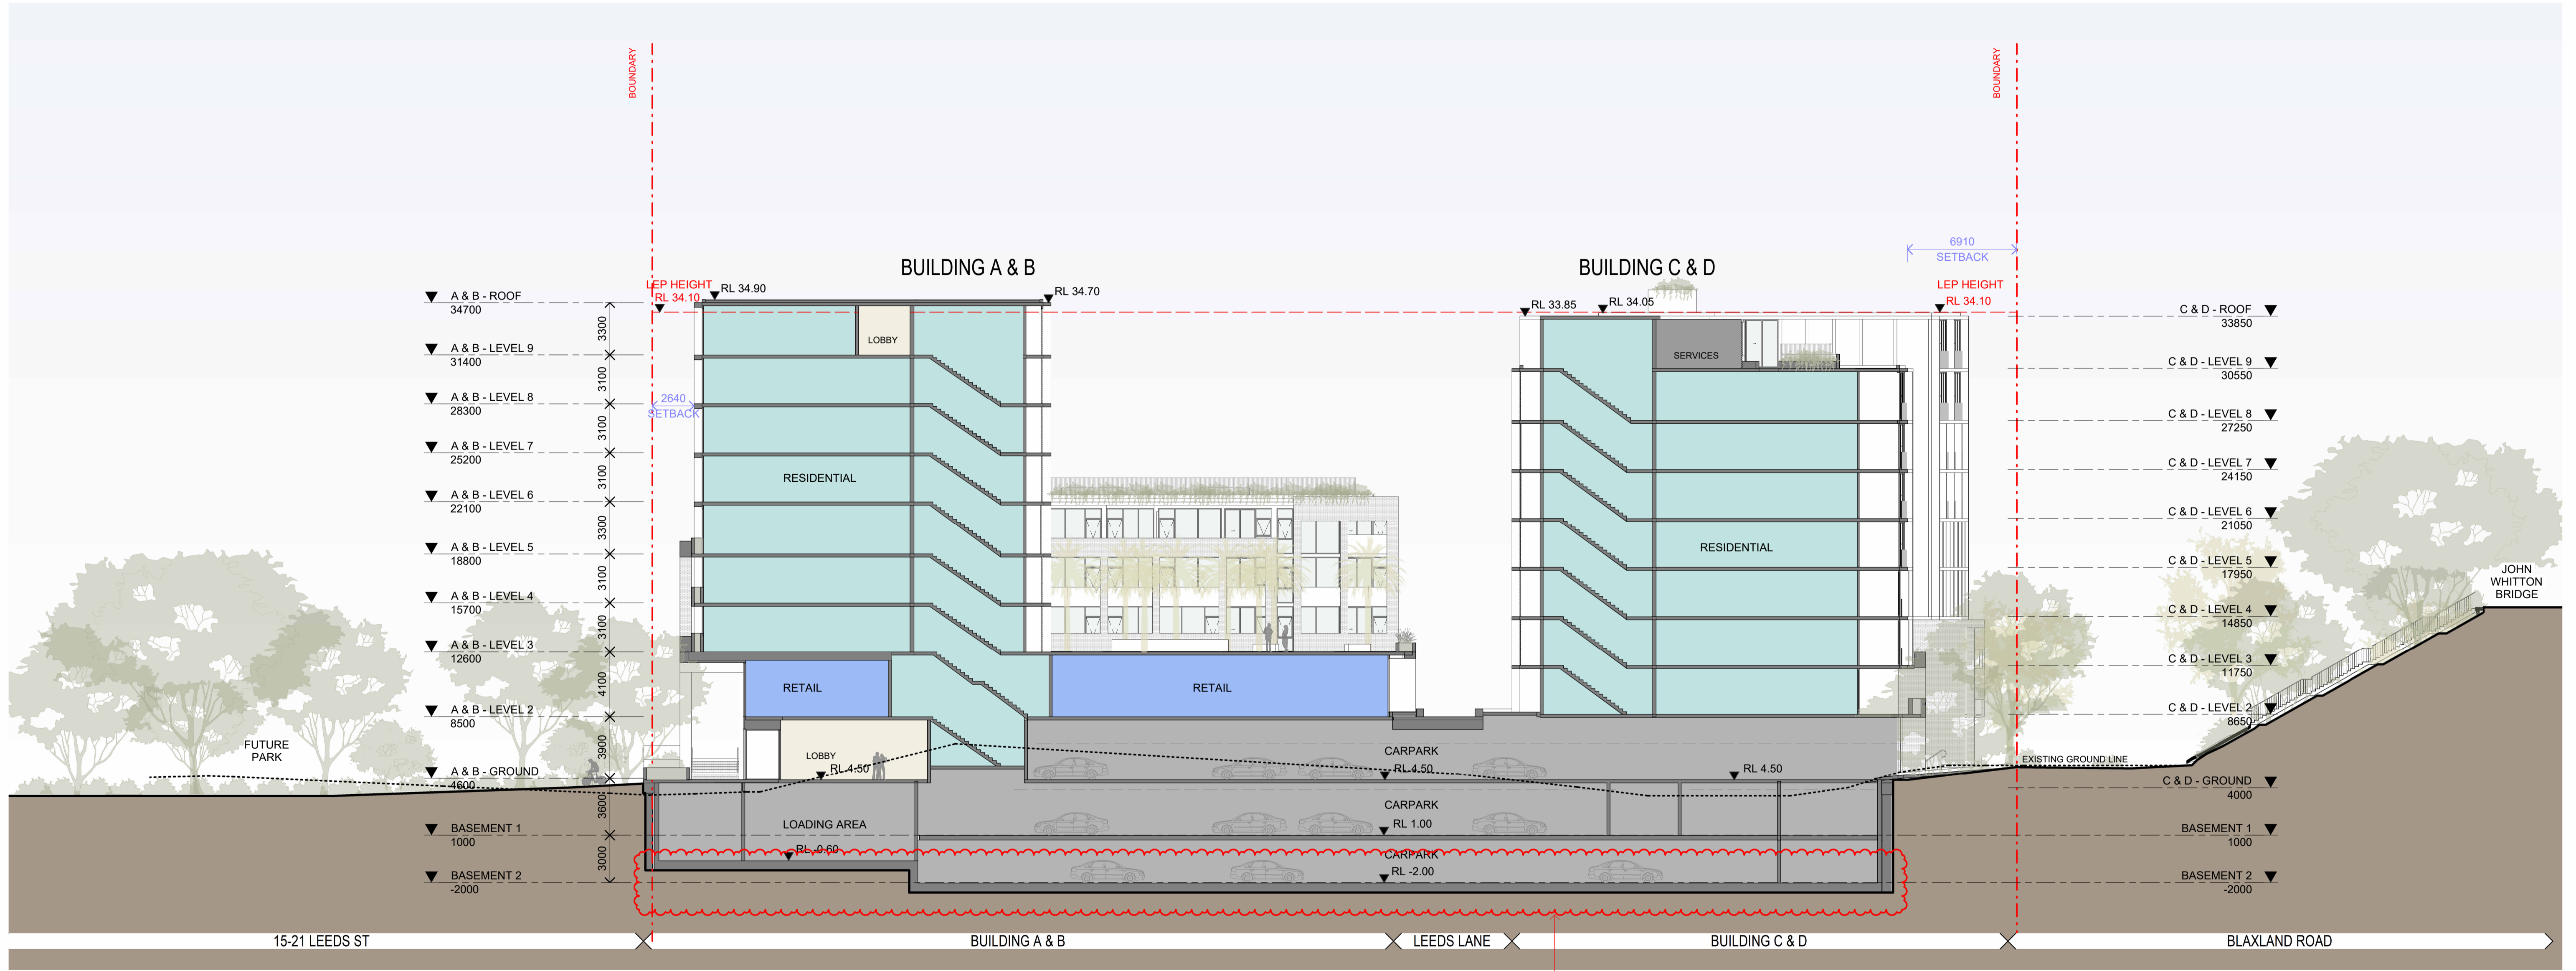 BOUNDARY
BOUNDARY
6910
SETBACK
BUILDING A & B
BUILDING C & D
LEP HEIGHT
RL 34.10
RL 34.90
RL 34.70
RL 33.85
RL 34.05
LEP HEIGHT
RL 34.10
A & B - ROOF
34700
A & B - LEVEL 9
31400
A & B - LEVEL 8
28300
A & B - LEVEL 7
25200
A & B - LEVEL 6
22100
A & B - LEVEL 5
18800
A & B - LEVEL 4
15700
A & B - LEVEL 3
12600
A & B - LEVEL 2
8500
A & B - GROUND
4600
BASEMENT 1
1000
BASEMENT 2
-2000
3300
3100
3100
3100
3300
3100
3100
4100
3900
3600
3000
2640
SETBACK
LOBBY
RESIDENTIAL
RETAIL
RETAIL
LOBBY
RL 4.50
LOADING AREA
RL -0.60
CARPARK
RL 4.50
CARPARK
RL 1.00
CARPARK
RL -2.00
RL 4.50
SERVICES
RESIDENTIAL
C & D - ROOF
33850
C & D - LEVEL 9
30550
C & D - LEVEL 8
27250
C & D - LEVEL 7
24150
C & D - LEVEL 6
21050
C & D - LEVEL 5
17950
C & D - LEVEL 4
14850
C & D - LEVEL 3
11750
C & D - LEVEL 2
8650
EXISTING GROUND LINE
C & D - GROUND
4000
BASEMENT 1
1000
BASEMENT 2
-2000
JOHN
WHITTON
BRIDGE
FUTURE
PARK
15-21 LEEDS ST
BUILDING A & B
LEEDS LANE
BUILDING C & D
BLAXLAND ROAD